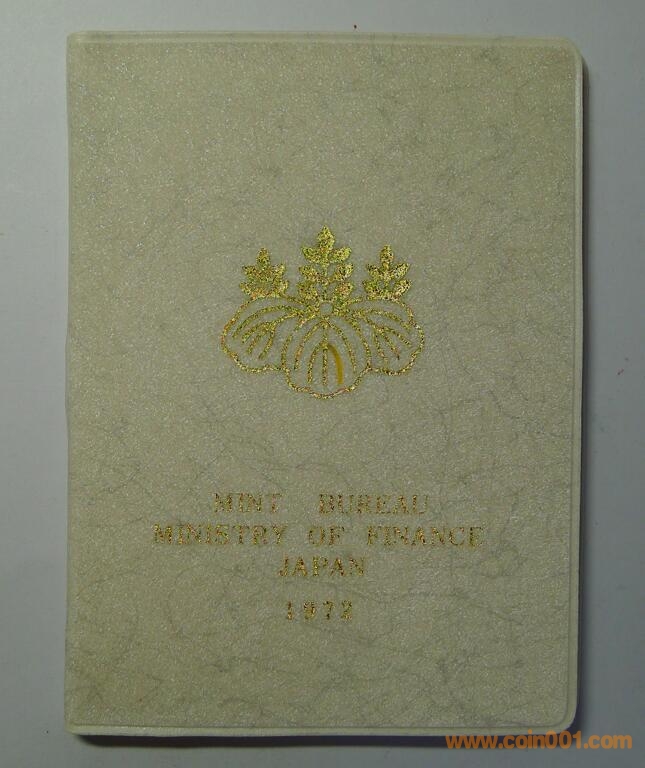 MINT BUREAU
MINISTRY OF FINANCE
JAPAN
1972
www.coin001.com